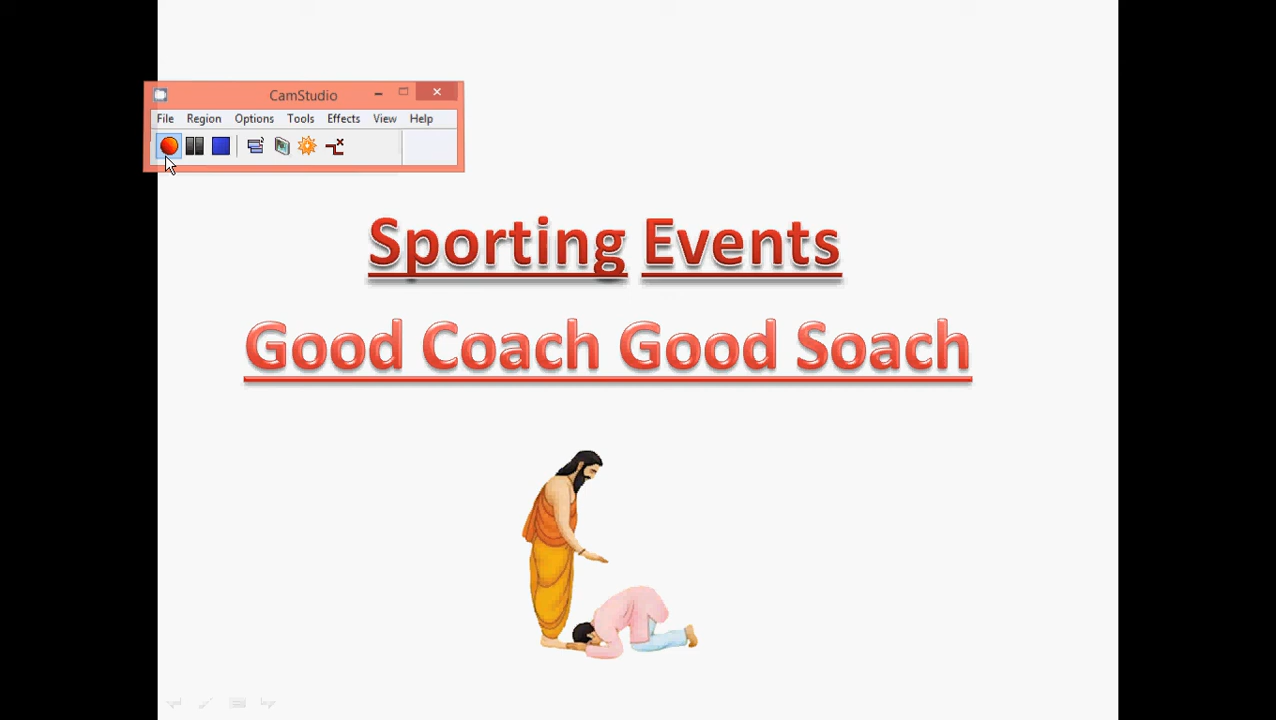 CamStudio
File Region Options Tools Effects View Help
Sporting Events
Good Coach Good Soach